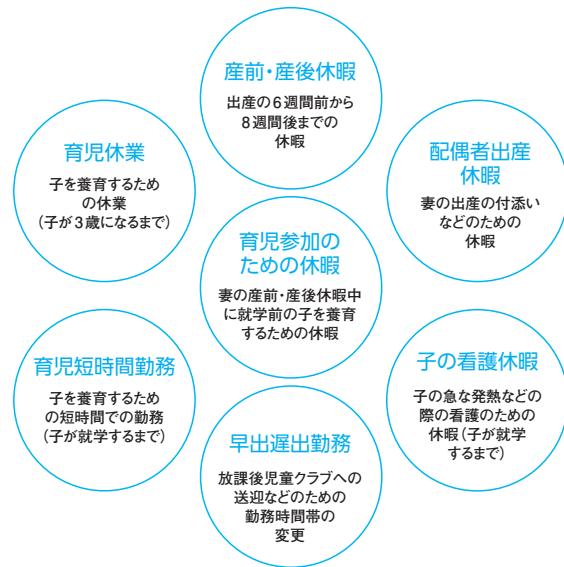 産前・産後休暇
出産の6週間前から
8週間後までの
休暇
育児休業
子を養育するため
の休業
(子が3歳になるまで)
配偶者出産
休暇
妻の出産の付添い
などのための
休暇
育児参加の
ための休暇
妻の産前・産後休暇中
に就学前の子を養育
するための休暇
育児短時間勤務
子を養育するため
の短時間での勤務
(子が就学するまで)
子の看護休暇
子の急な発熱などの
際の看護のための
休暇(子が就学
するまで)
早出遅出勤務
放課後児童クラブへの
送迎などのための
勤務時間帯の
変更